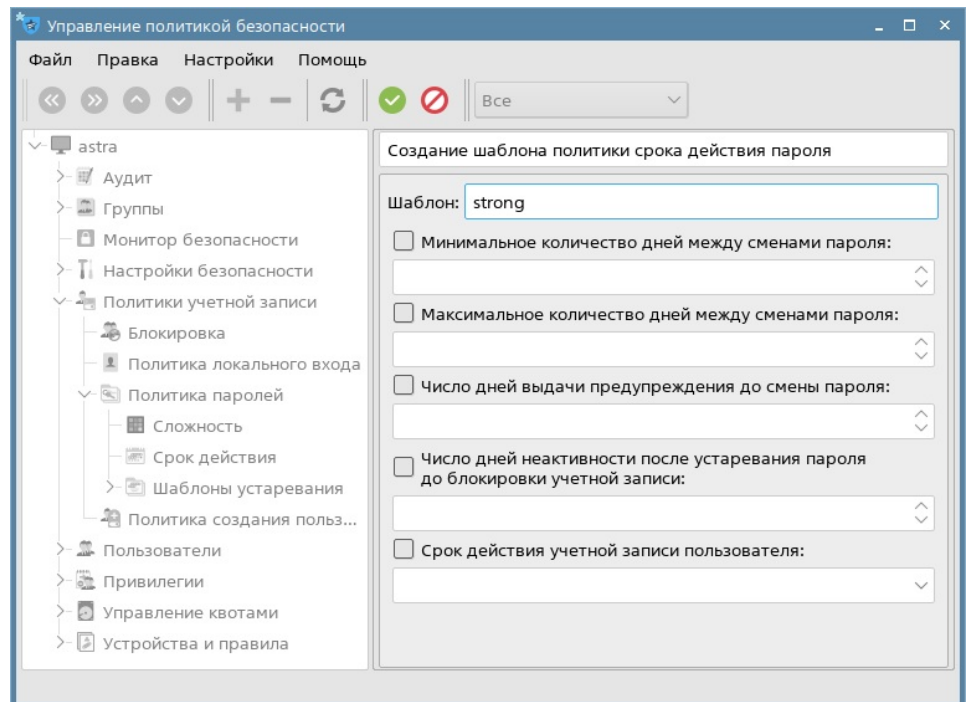 Управление политикой безопасности
Файл Правка Настройки Помощь
Все
astra
Аудит
Группы
Монитор безопасности
Настройки безопасности
Политики учетной записи
Блокировка
Политика локального входа
Политика паролей
Сложность
Срок действия
Шаблоны устаревания
Политика создания польз...
Пользователи
Привилегии
Управление квотами
Устройства и правила
Создание шаблона политики срока действия пароля
Шаблон: strong
Минимальное количество дней между сменами пароля:
Максимальное количество дней между сменами пароля:
Число дней выдачи предупреждения до смены пароля:
Число дней неактивности после устаревания пароля
до блокировки учетной записи:
Срок действия учетной записи пользователя: